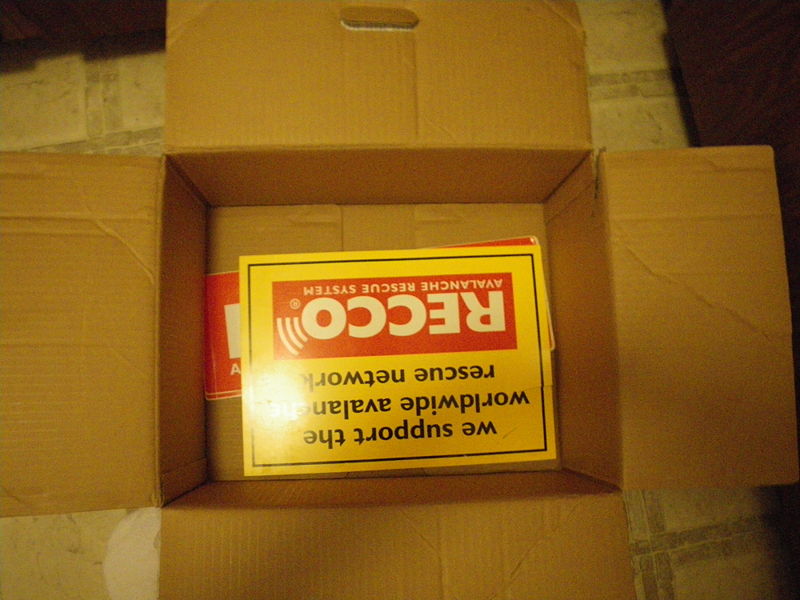 we support the
worldwide avalanche
rescue network
RECCO®
AVALANCHE RESCUE SYSTEM
A